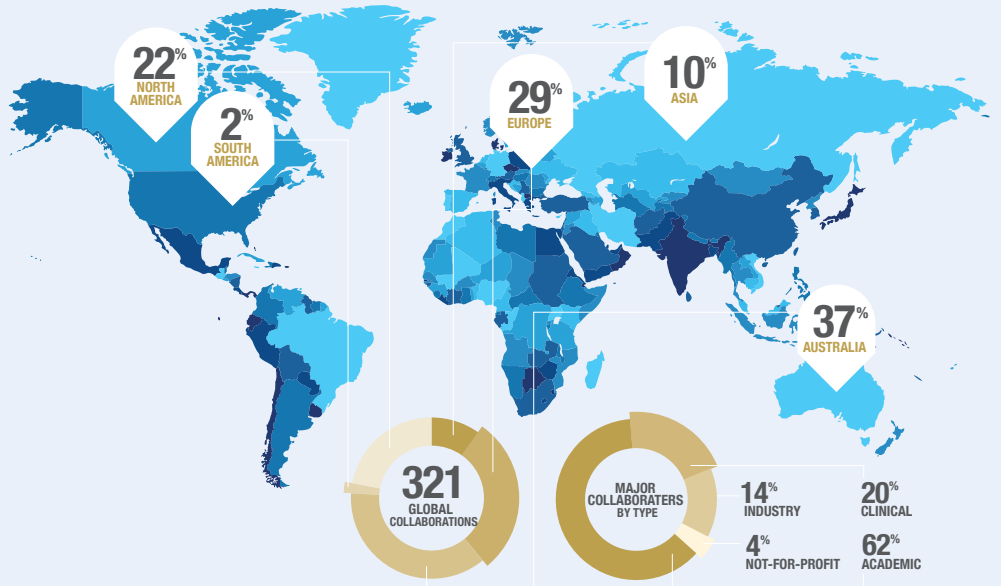 22%
NORTH
AMERICA
2%
SOUTH
AMERICA
29%
EUROPE
10%
ASIA
37%
AUSTRALIA
321
GLOBAL
COLLABORATIONS
MAJOR
COLLABORATERS
BY TYPE
14%
INDUSTRY
20%
CLINICAL
4%
NOT-FOR-PROFIT
62%
ACADEMIC